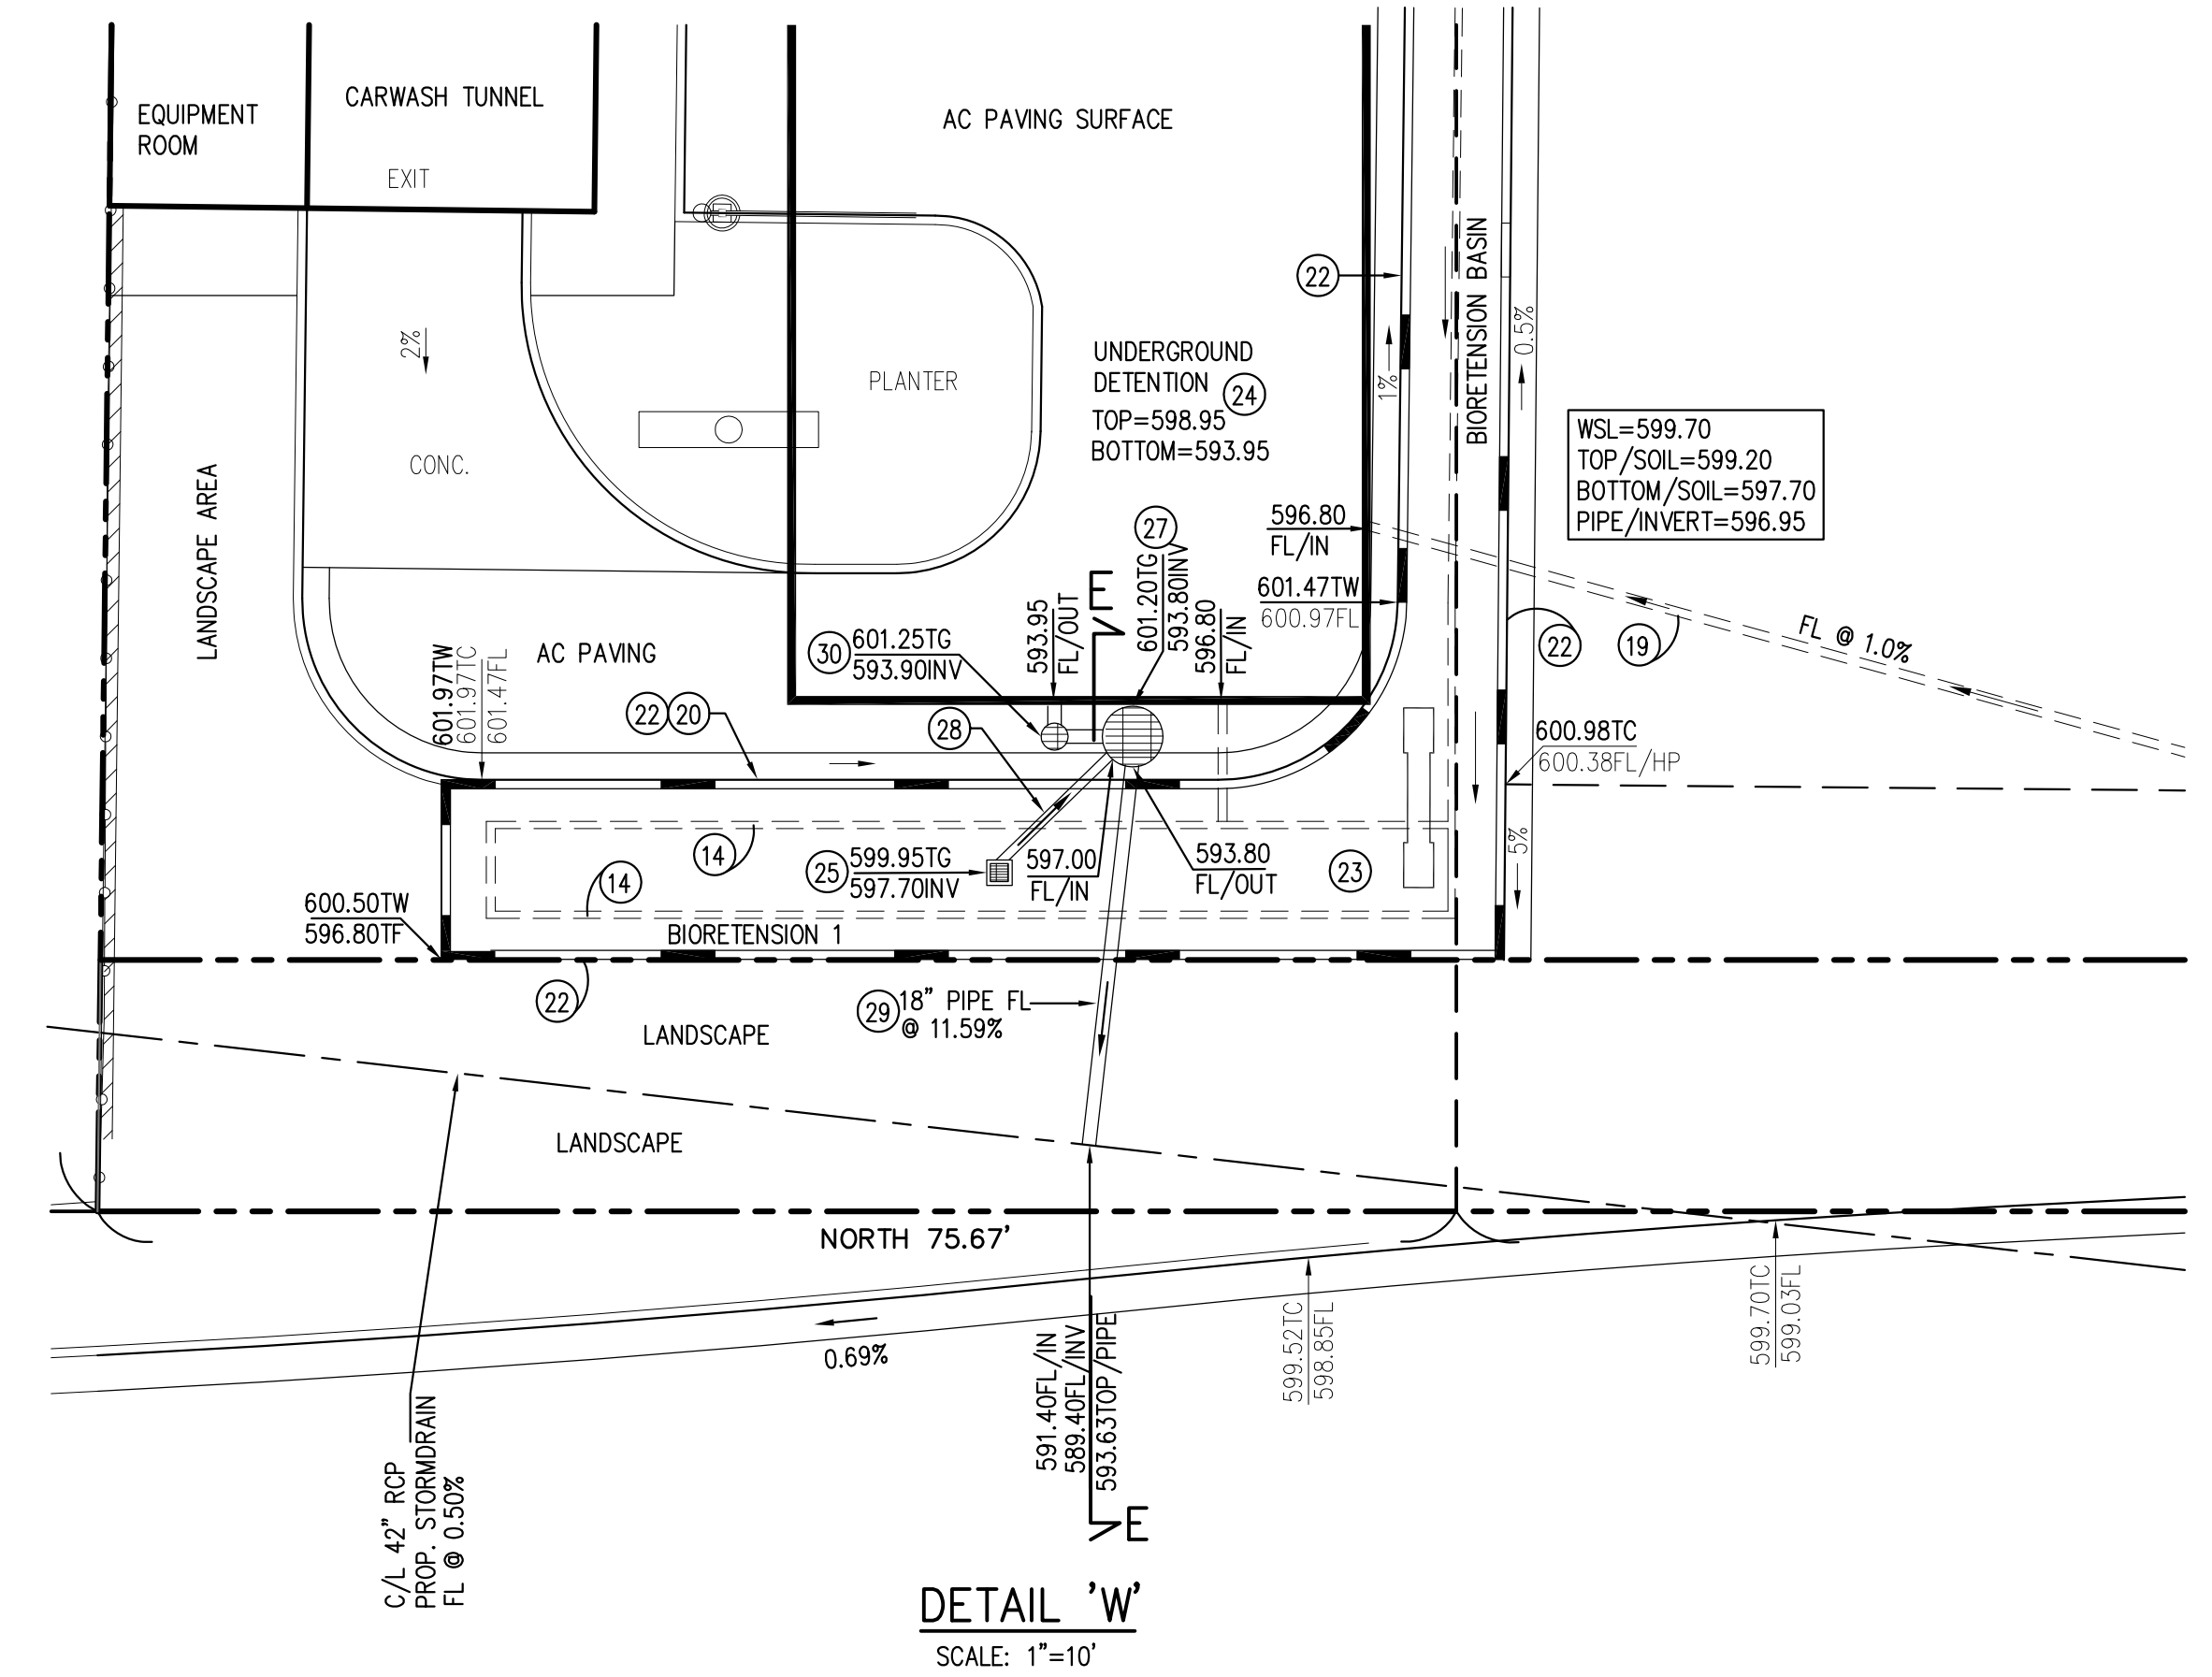 EQUIPMENT
ROOM
CARWASH TUNNEL
EXIT
AC PAVING SURFACE
2%
CONC.
PLANTER
LANDSCAPE AREA
UNDERGROUND
DETENTION
24
TOP=598.95
BOTTOM=593.95
22
1%
BIORETENSION BASIN
0.5%
WSL=599.70
TOP/SOIL=599.20
BOTTOM/SOIL=597.70
PIPE/INVERT=596.95
596.80
FL/IN
601.47TW
600.97FL
27
601.20TG
593.80INV
596.80
FL/IN
E
593.95
FL/OUT
30
601.25TG
593.90INV
AC PAVING
601.97TW
601.97TC
601.47FL
22
20
28
22
19
FL @ 1.0%
600.98TC
600.38FL/HP
5%
14
14
25
599.95TG
597.70INV
597.00
FL/IN
593.80
FL/OUT
23
600.50TW
596.80TF
BIORETENSION 1
22
29
18" PIPE FL
@ 11.59%
LANDSCAPE
LANDSCAPE
NORTH 75.67'
0.69%
591.40FL/IN
589.40FL/INV
593.63TOP/PIPE
599.52TC
598.85FL
599.70TC
599.03FL
C/L 42" RCP
PROP. STORMDRAIN
FL @ 0.50%
E
DETAIL 'W'
SCALE: 1"=10'